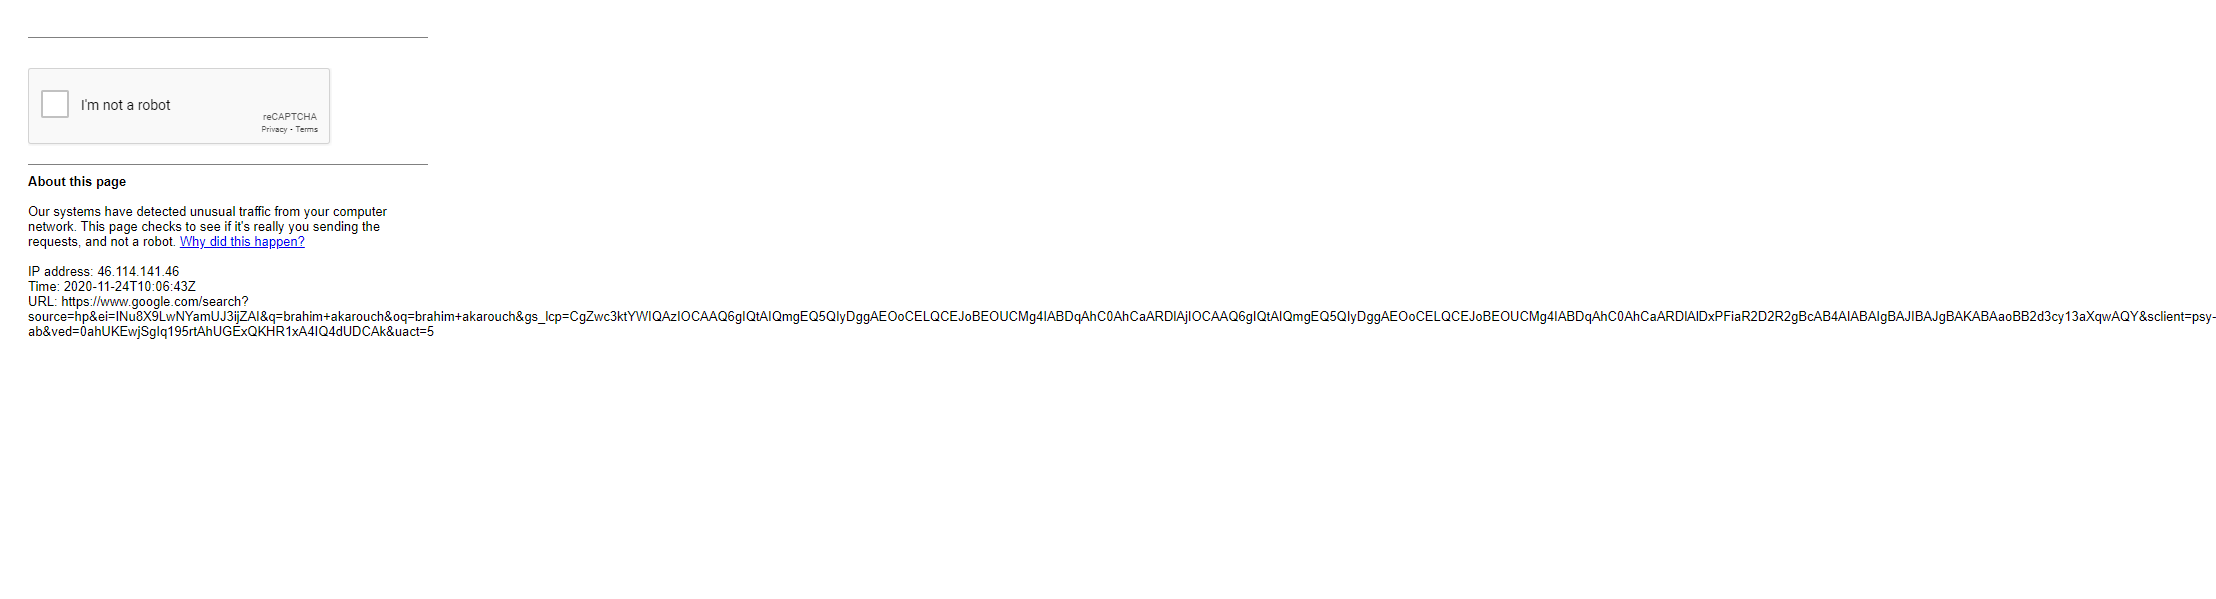 I'm not a robot
reCAPTCHA
Privacy - Terms
About this page
Our systems have detected unusual traffic from your computer
network. This page checks to see if it's really you sending the
requests, and not a robot. Why did this happen?
IP address: 46.114.141.46
Time: 2020-11-24T10:06:43Z
URL: https://www.google.com/search?
source=hp&ei=INu8X9LwNYamUJ3ijZAI&q=brahim+akarouch&oq=brahim+akarouch&gs_lcp=CgZwc3ktYWIQAzIOCAAQ6gIQtAIQmgEQ5QIyDggAEOoCELQCEJoBEOUCMg4IABDqAhC0AhCaARDlAjIOCAAQ6gIQtAIQmgEQ5QIyDggAEOoCELQCEJoBEOUCMg4IABDqAhC0AhCaARDlAlDxPFiaR2D2R2gBcAB4AIABAIgBAJIBAJgBAKABAaoBB2d3cy13aXqwAQY&sclient=psy-
ab&ved=0ahUKEwjSgIq195rtAhUGExQKHR1xA4IQ4dUDCAk&uact=5